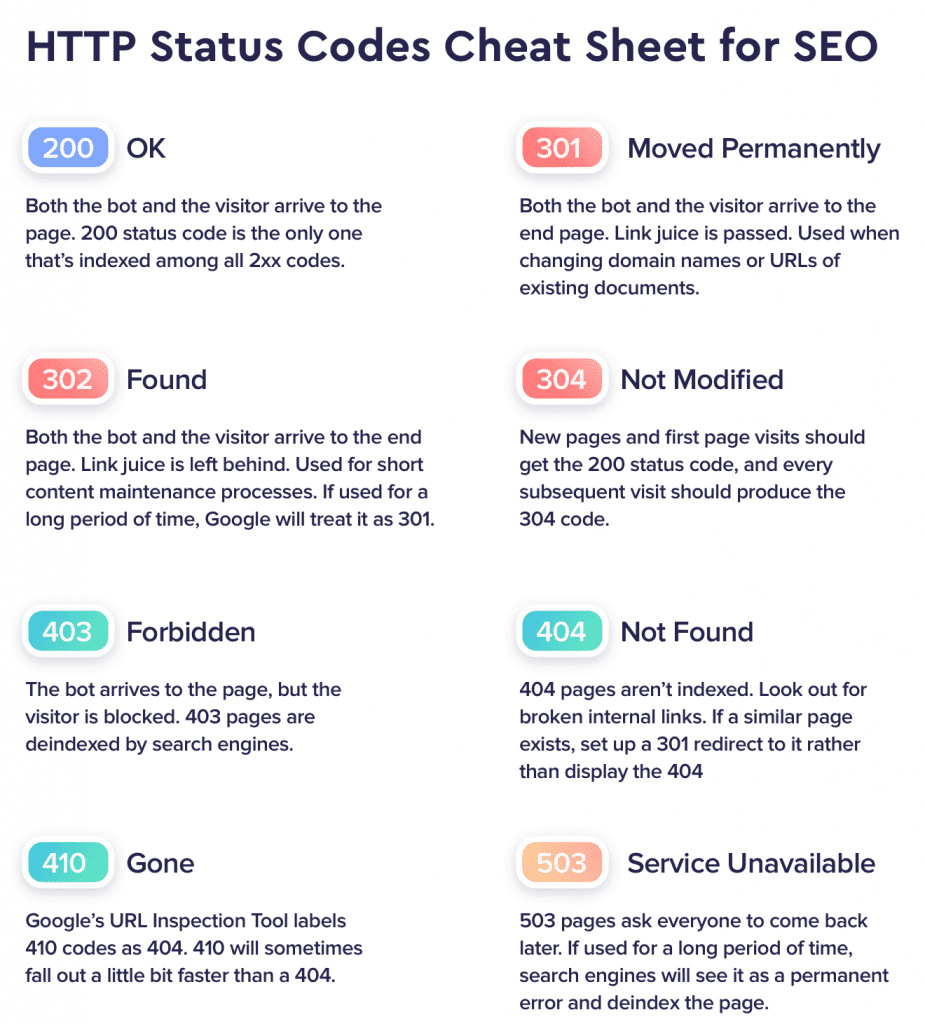 HTTP Status Codes Cheat Sheet for SEO
200 OK
Both the bot and the visitor arrive to the
page. 200 status code is the only one
that’s indexed among all 2xx codes.
301 Moved Permanently
Both the bot and the visitor arrive to the
end page. Link juice is passed. Used when
changing domain names or URLs of
existing documents.
302 Found
Both the bot and the visitor arrive to the end
page. Link juice is left behind. Used for short
content maintenance processes. If used for a
long period of time, Google will treat it as 301.
304 Not Modified
New pages and first page visits should
get the 200 status code, and every
subsequent visit should produce the
304 code.
403 Forbidden
The bot arrives to the page, but the
visitor is blocked. 403 pages are
deindexed by search engines.
404 Not Found
404 pages aren’t indexed. Look out for
broken internal links. If a similar page
exists, set up a 301 redirect to it rather
than display the 404
410 Gone
Google’s URL Inspection Tool labels
410 codes as 404. 410 will sometimes
fall out a little bit faster than a 404.
503 Service Unavailable
503 pages ask everyone to come back
later. If used for a long period of time,
search engines will see it as a permanent
error and deindex the page.